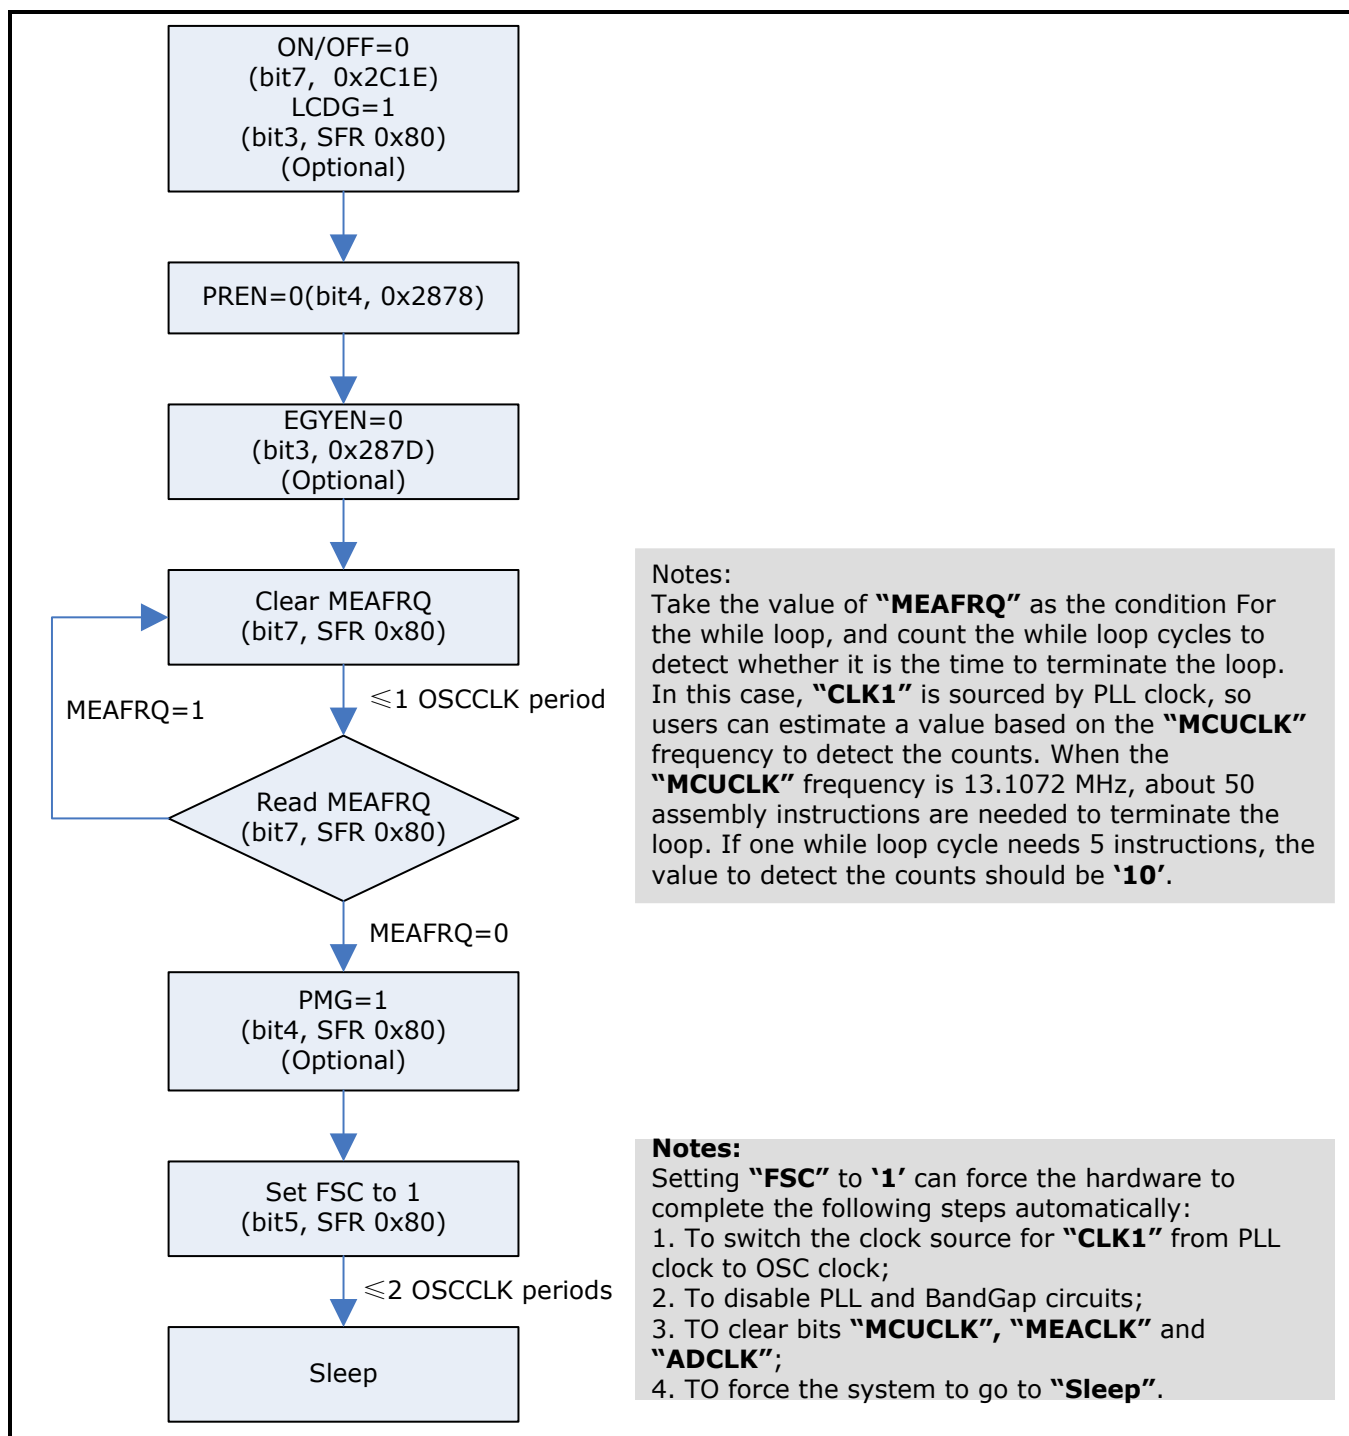 ON/OFF=0
(bit7,  0x2C1E)
LCDG=1
(bit3, SFR 0x80)
(Optional)
PREN=0(bit4, 0x2878)
EGYEN=0
(bit3, 0x287D)
(Optional)
Clear MEAFRQ
(bit7, SFR 0x80)
MEAFRQ=1
≤1 OSCCLK period
Read MEAFRQ
(bit7, SFR 0x80)
MEAFRQ=0
Notes:
Take the value of “MEAFRQ” as the condition For
the while loop, and count the while loop cycles to
detect whether it is the time to terminate the loop.
In this case, “CLK1” is sourced by PLL clock, so
users can estimate a value based on the “MCUCLK”
frequency to detect the counts. When the
“MCUCLK” frequency is 13.1072 MHz, about 50
assembly instructions are needed to terminate the
loop. If one while loop cycle needs 5 instructions, the
value to detect the counts should be ‘10’.
PMG=1
(bit4, SFR 0x80)
(Optional)
Set FSC to 1
(bit5, SFR 0x80)
≤2 OSCCLK periods
Sleep
Notes:
Setting “FSC” to ‘1’ can force the hardware to
complete the following steps automatically:
1. To switch the clock source for “CLK1” from PLL
clock to OSC clock;
2. To disable PLL and BandGap circuits;
3. TO clear bits “MCUCLK”, “MEACLK” and
“ADCLK”;
4. TO force the system to go to “Sleep”.